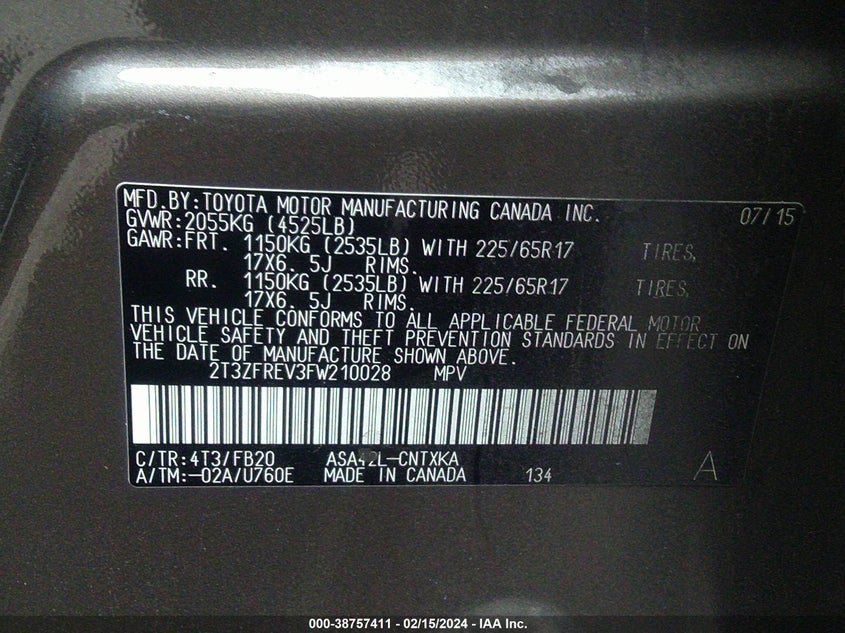 MFD.BY:TOYOTA MOTOR MANUFACTURING CANADA INC. 07/15
GVWR:2055KG (4525LB)
GAWR:FRT. 1150KG (2535LB) WITH 225/65R17 TIRES,
17X6. 5J RIMS.
RR. 1150KG (2535LB) WITH 225/65R17 TIRES,
17X6. 5J RIMS.
THIS VEHICLE CONFORMS TO ALL APPLICABLE FEDERAL MOTOR
VEHICLE SAFETY AND THEFT PREVENTION STANDARDS IN EFFECT ON
THE DATE OF MANUFACTURE SHOWN ABOVE.
2T3ZFREV3FW210028 MPV
C/TR:4T3/FB20 ASA42L-CNTXKA
A/TM:-02A/U760E MADE IN CANADA 134 A
000-38757411 - 02/15/2024 - IAA Inc.